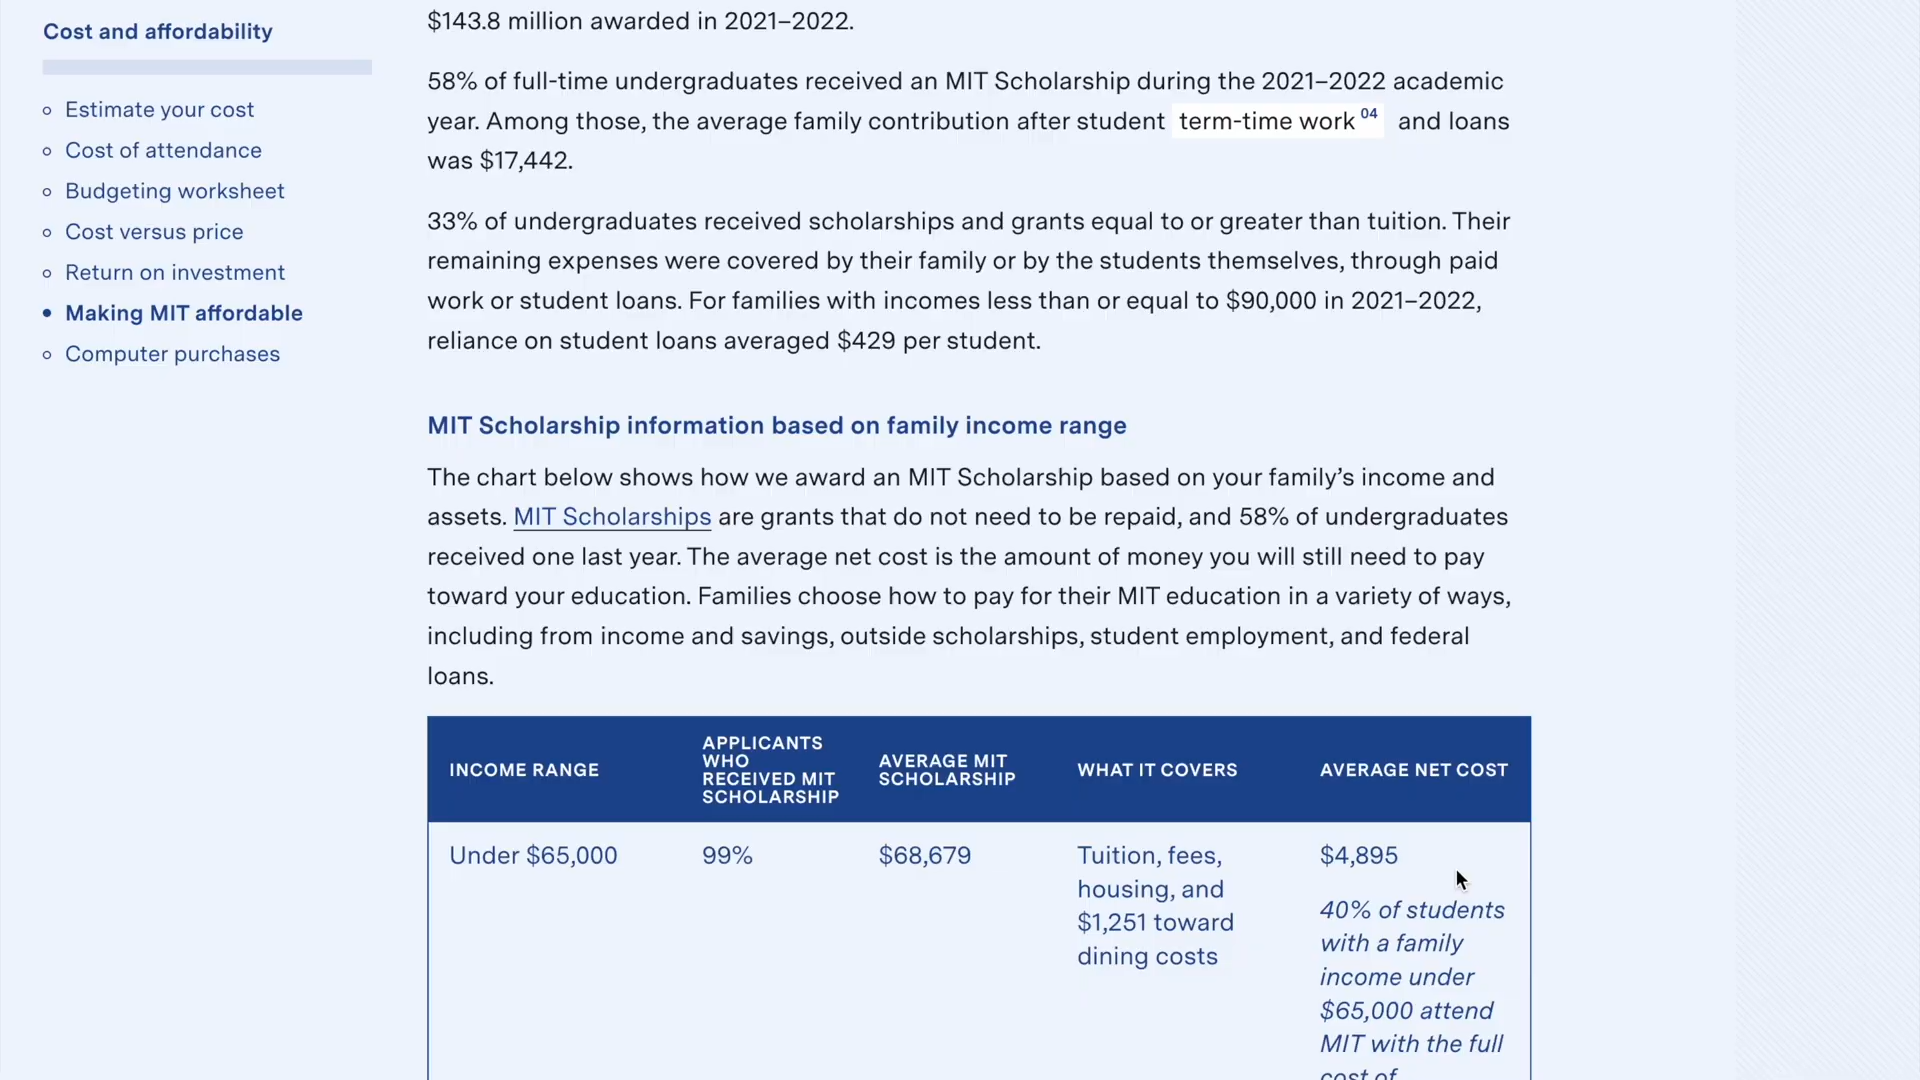 Cost and affordability
Estimate your cost
Cost of attendance
Budgeting worksheet
Cost versus price
Return on investment
Making MIT affordable
Computer purchases
$143.8 million awarded in 2021–2022.
58% of full-time undergraduates received an MIT Scholarship during the 2021–2022 academic
year. Among those, the average family contribution after student term-time work 04 and loans
was $17,442.
33% of undergraduates received scholarships and grants equal to or greater than tuition. Their
remaining expenses were covered by their family or by the students themselves, through paid
work or student loans. For families with incomes less than or equal to $90,000 in 2021–2022,
reliance on student loans averaged $429 per student.
MIT Scholarship information based on family income range
The chart below shows how we award an MIT Scholarship based on your family’s income and
assets. MIT Scholarships are grants that do not need to be repaid, and 58% of undergraduates
received one last year. The average net cost is the amount of money you will still need to pay
toward your education. Families choose how to pay for their MIT education in a variety of ways,
including from income and savings, outside scholarships, student employment, and federal
loans.
INCOME RANGE
APPLICANTS
WHO
RECEIVED MIT
SCHOLARSHIP
AVERAGE MIT
SCHOLARSHIP
WHAT IT COVERS
AVERAGE NET COST
Under $65,000
99%
$68,679
Tuition, fees,
housing, and
$1,251 toward
dining costs
$4,895
40% of students
with a family
income under
$65,000 attend
MIT with the full
cost of